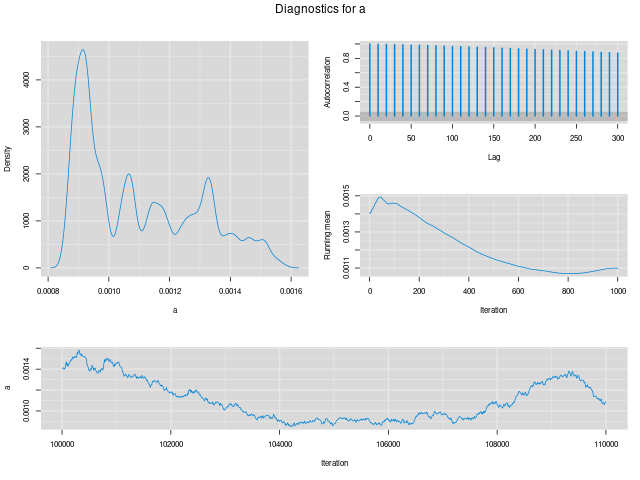 Diagnostics for a
Density
0 1000 2000 3000 4000
0.0008 0.0010 0.0012 0.0014 0.0016
a
Autocorrelation
0.0 0.4 0.8
0 50 100 150 200 250 300
Lag
Running mean
0.0011 0.0013 0.0015
0 200 400 600 800 1000
Iteration
a
0.0010 0.0014
100000 102000 104000 106000 108000 110000
Iteration